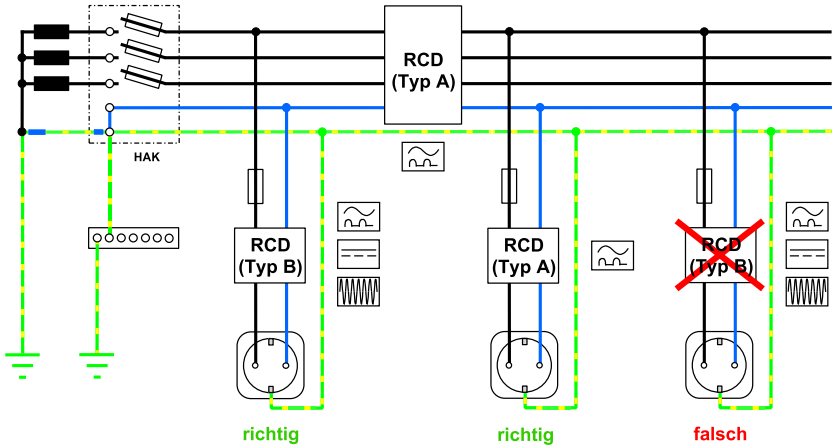 RCD
(Typ A)
HAK
RCD
(Typ B)
RCD
(Typ A)
RCD
(Typ B)
richtig
richtig
falsch